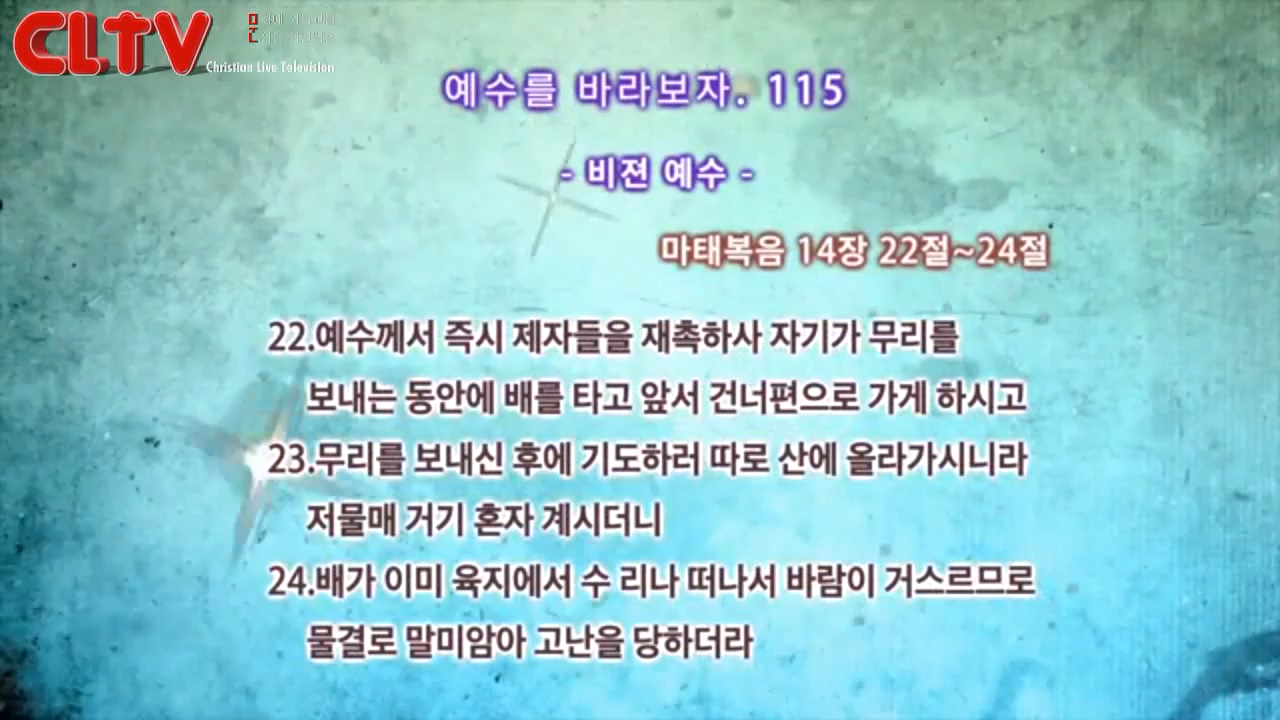 CLTV
Christian Live Television
예수를 바라보자. 115
- 비젼 예수 -
마태복음 14장 22절~24절
22.예수께서 즉시 제자들을 재촉하사 자기가 무리를
보내는 동안에 배를 타고 앞서 건너편으로 가게 하시고
23.무리를 보내신 후에 기도하러 따로 산에 올라가시니라
저물매 거기 혼자 계시더니
24.배가 이미 육지에서 수 리나 떠나서 바람이 거스르므로
물결로 말미암아 고난을 당하더라